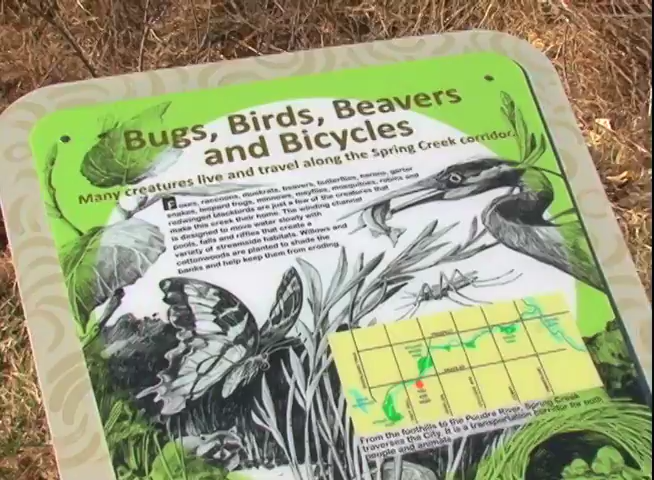 Bugs, Birds, Beavers
and Bicycles
Many creatures live and travel along the Spring Creek corridor.
Foxes, raccoons, muskrats, beavers, butterflies, herons, garter
snakes, leopard frogs, minnows, mayflies, mosquitoes, robins and
redwinged blackbirds are just a few of the creatures that
make this creek their home. The winding channel
is designed to move water slowly with
pools, falls and riffles that create a
variety of streamside habitats. Willows and
cottonwoods are planted to shade the
banks and help keep them from eroding.
From the foothills to the Poudre River, Spring Creek
traverses the City. It is a transportation corridor for both
people and animals.